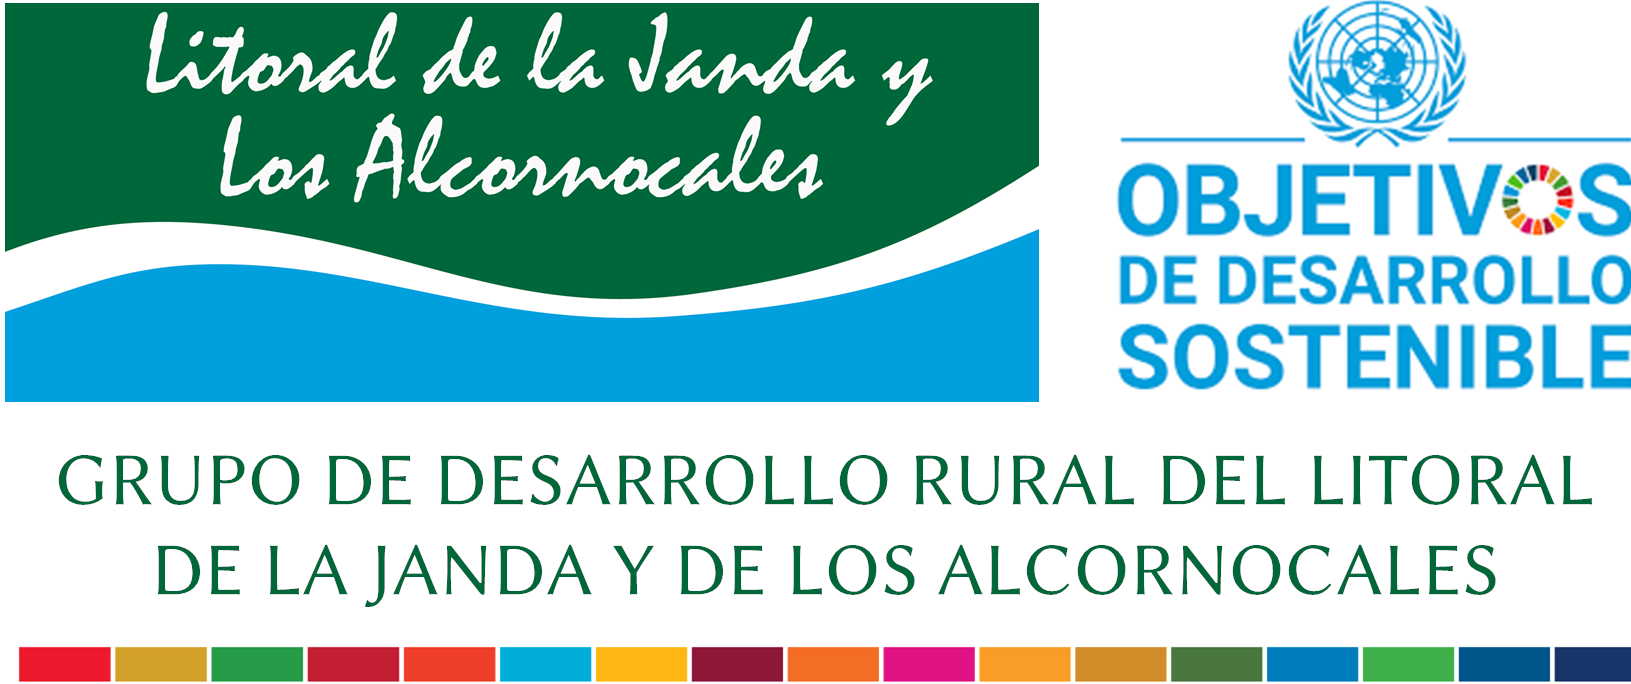 Litoral de la Janda y
Los Alcornocales
OBJETIVOS
DE DESARROLLO
SOSTENIBLE
GRUPO DE DESARROLLO RURAL DEL LITORAL
DE LA JANDA Y DE LOS ALCORNOCALES